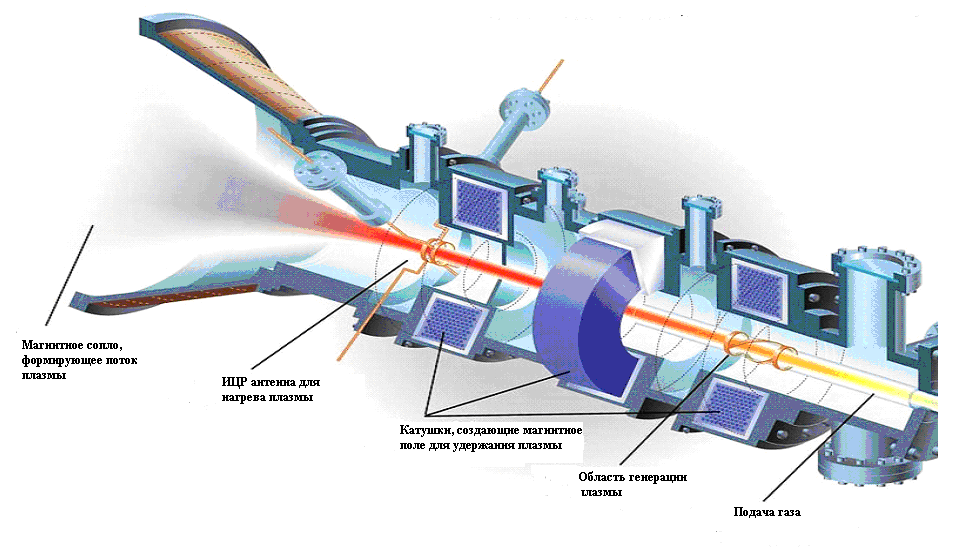 Магнитное сопло,
формирующее поток
плазмы
ИЦР антенна для
нагрева плазмы
Катушки, создающие магнитное
поле для удержания плазмы
Область генерации
плазмы
Подача газа